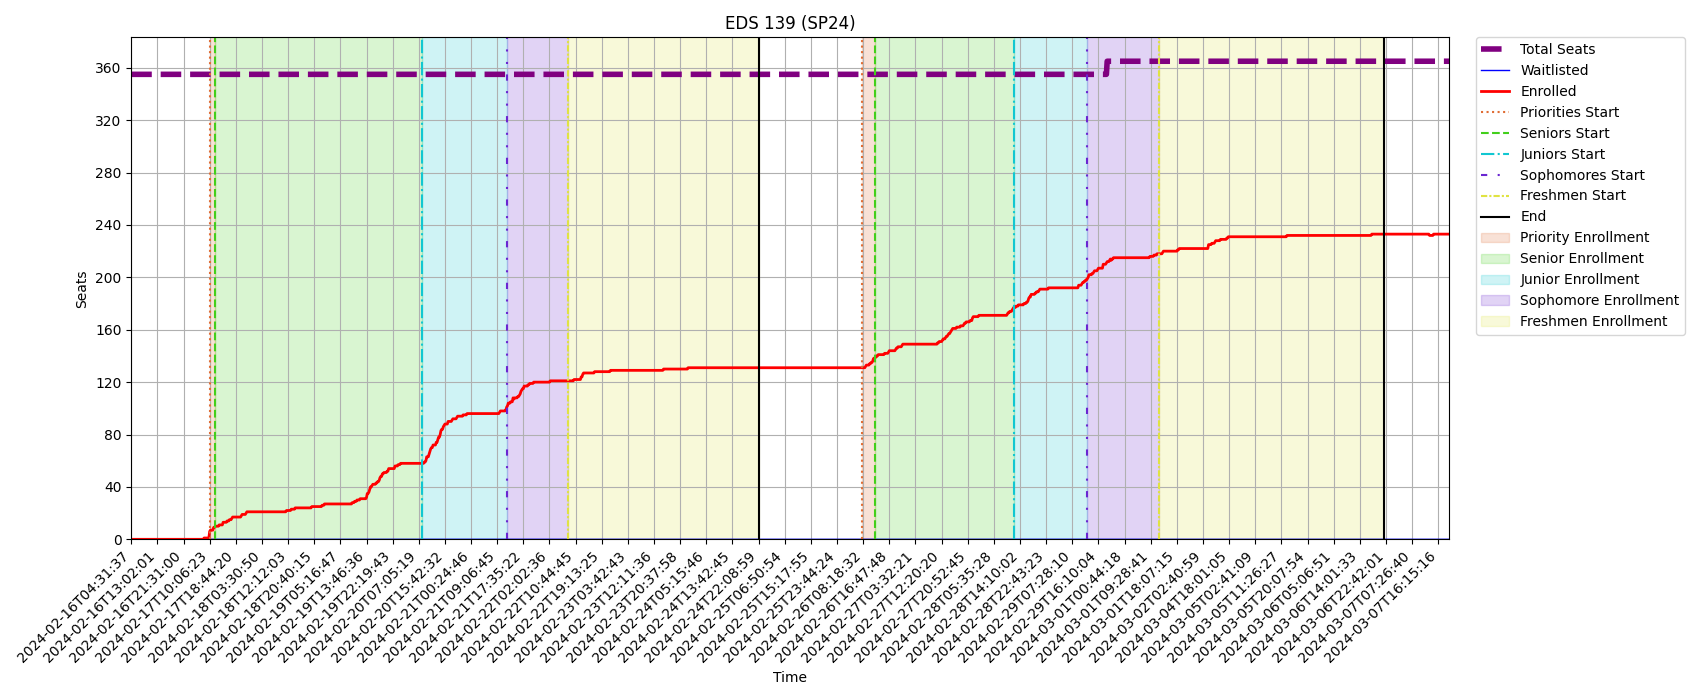 EDS 139 (SP24)
Seats
360
320
280
240
200
160
120
80
40
0
2024-02-16T04:31:37
2024-02-16T13:02:01
2024-02-16T21:31:00
2024-02-17T10:06:23
2024-02-17T18:44:20
2024-02-18T03:30:50
2024-02-18T12:12:03
2024-02-18T20:40:15
2024-02-19T05:16:47
2024-02-19T13:46:36
2024-02-19T22:19:43
2024-02-20T07:05:19
2024-02-20T15:42:32
2024-02-21T00:24:46
2024-02-21T09:06:45
2024-02-21T17:35:22
2024-02-22T02:02:36
2024-02-22T10:44:45
2024-02-22T19:13:25
2024-02-23T03:42:43
2024-02-23T12:11:36
2024-02-23T20:37:58
2024-02-24T05:15:46
2024-02-24T13:42:45
2024-02-24T22:08:59
2024-02-25T06:50:54
2024-02-25T15:17:55
2024-02-25T23:44:24
2024-02-26T08:18:32
2024-02-26T16:47:48
2024-02-27T03:32:21
2024-02-27T12:20:20
2024-02-27T20:52:45
2024-02-28T05:35:28
2024-02-28T14:10:02
2024-02-28T22:43:23
2024-02-29T07:28:10
2024-02-29T16:10:04
2024-03-01T00:44:18
2024-03-01T09:28:41
2024-03-01T18:07:15
2024-03-02T02:40:59
2024-03-04T18:01:05
2024-03-05T02:41:09
2024-03-05T11:26:27
2024-03-05T20:07:54
2024-03-06T05:06:51
2024-03-06T14:01:33
2024-03-06T22:42:01
2024-03-07T07:26:40
2024-03-07T16:15:16
Time
Total Seats
Waitlisted
Enrolled
Priorities Start
Seniors Start
Juniors Start
Sophomores Start
Freshmen Start
End
Priority Enrollment
Senior Enrollment
Junior Enrollment
Sophomore Enrollment
Freshmen Enrollment